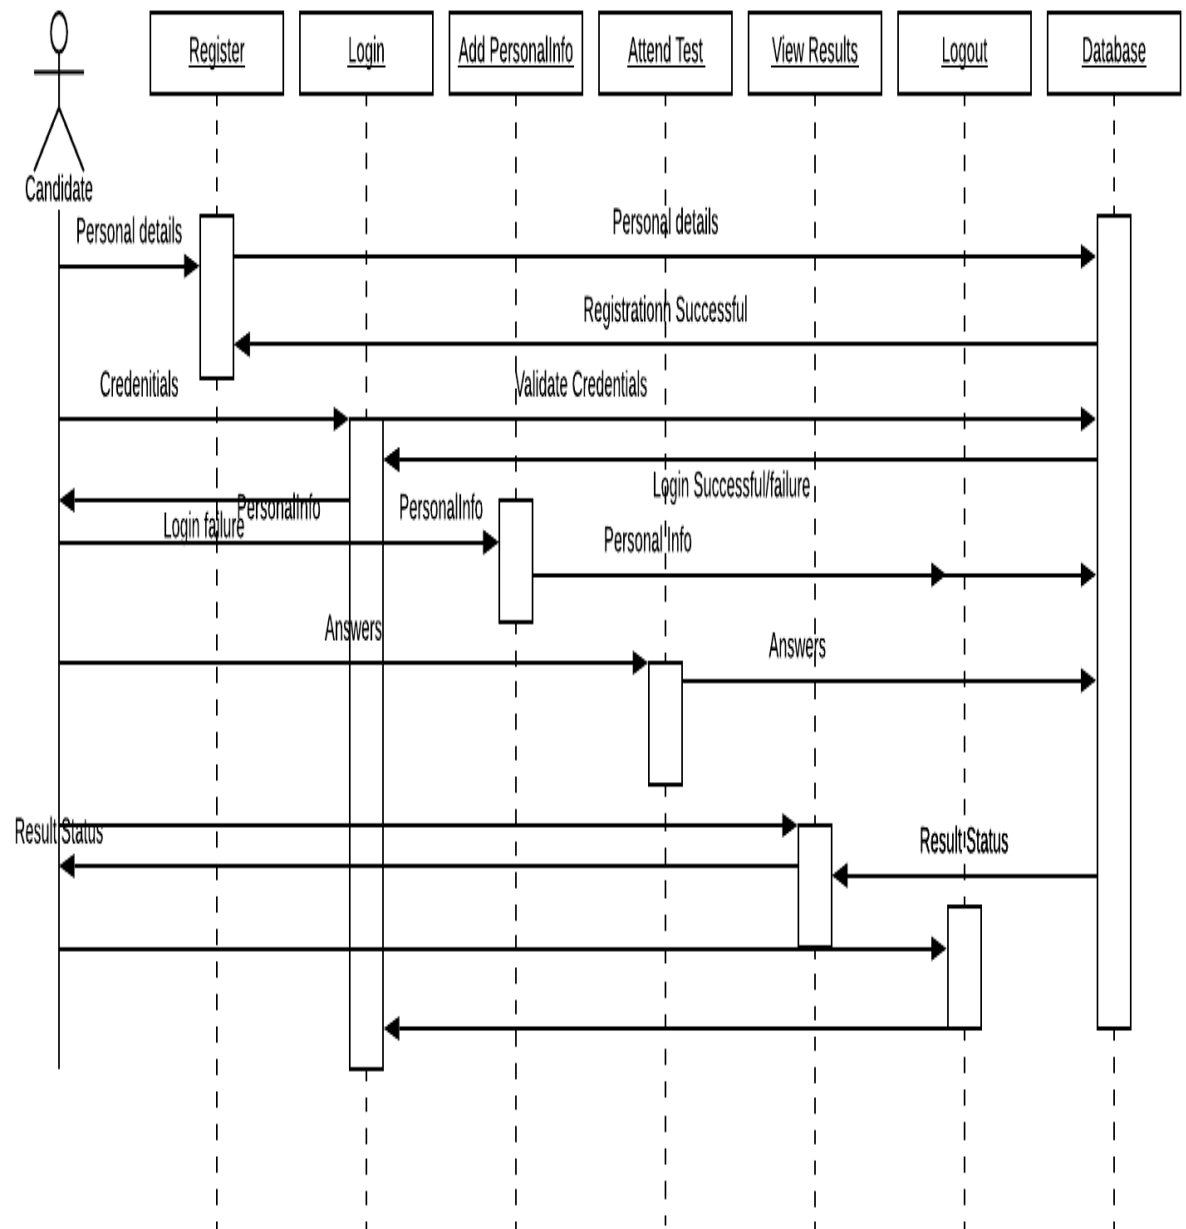 Register
Login
Add PersonalInfo
Attend Test
View Results
Logout
Database
Candidate
Personal details
Personal details
Registrationn Successful
Credenitials
Validate Credentials
Login Successful/failure
PersonalInfo
PersonalInfo
Login failure
Personal Info
Answers
Answers
Result Status
Result Status